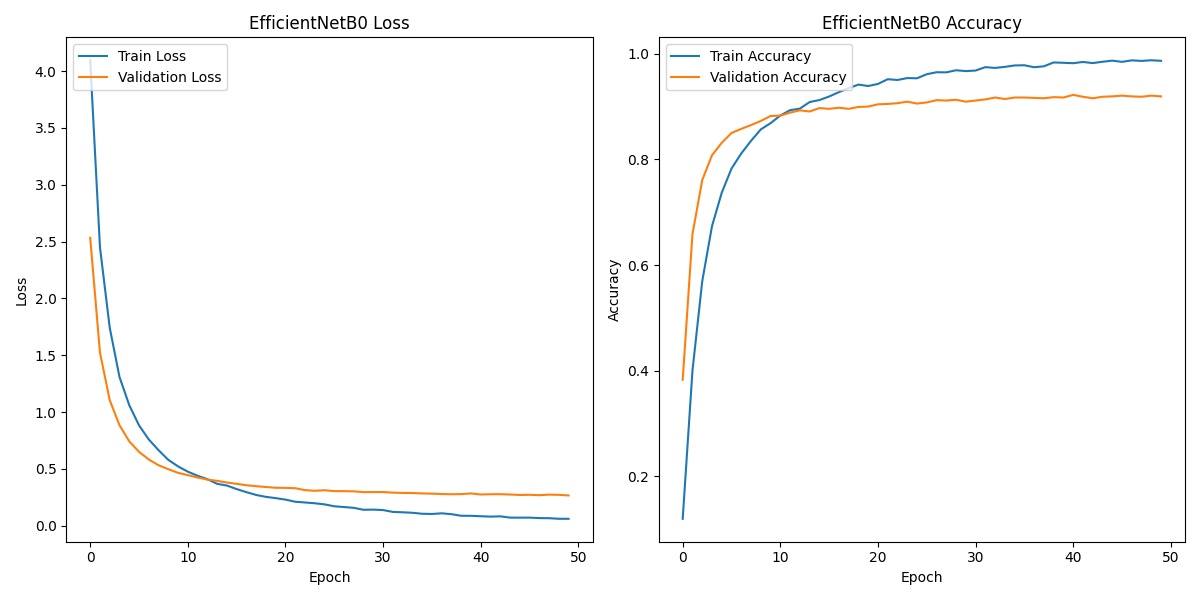 EfficientNetB0 Loss
Train Loss
Validation Loss
4.0
3.5
3.0
2.5
2.0
1.5
1.0
0.5
0.0
Loss
0 10 20 30 40 50
Epoch
EfficientNetB0 Accuracy
Train Accuracy
Validation Accuracy
1.0
0.8
0.6
0.4
0.2
Accuracy
0 10 20 30 40 50
Epoch